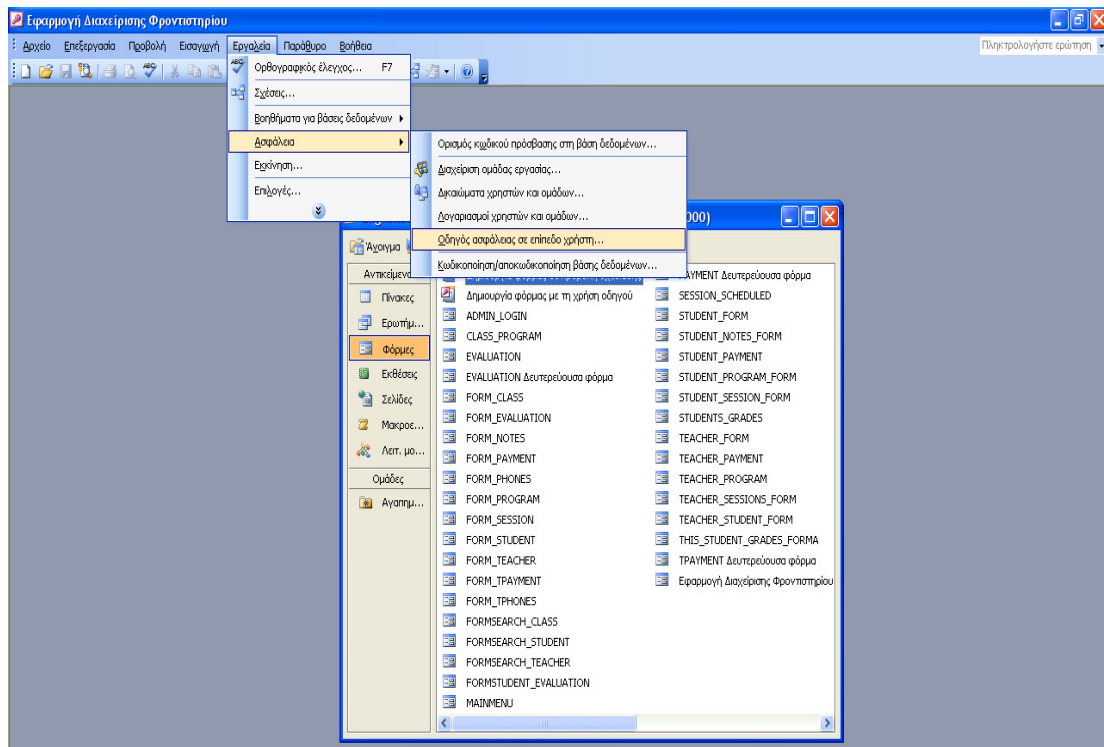 Εφαρμογή Διαχείρισης Φροντιστηρίου
Αρχείο Επεξεργασία Προβολή Εισαγωγή Εργαλεία Παράθυρο Βοήθεια
Πληκτρολογήστε ερώτηση
Ορθογραφικός έλεγχος... F7
Σχέσεις...
Βοηθήματα για βάσεις δεδομένων
Ασφάλεια
Εκκίνηση...
Επιλογές...
Ορισμός κωδικού πρόσβασης στη βάση δεδομένων...
Διαχείριση ομάδας εργασίας...
Δικαιώματα χρηστών και ομάδων...
Λογαριασμοί χρηστών και ομάδων...
Οδηγός ασφάλειας σε επίπεδο χρήστη...
Κωδικοποίηση/αποκωδικοποίηση βάσης δεδομένων...
000)
Άνοιγμα
Αντικείμενα
Πίνακες
Ερωτήμ...
Φόρμες
Εκθέσεις
Σελίδες
Μακροε...
Λειτ. μο...
Ομάδες
Αγαπημ...
Δημιουργία φόρμας με τη χρήση οδηγού
ADMIN_LOGIN
CLASS_PROGRAM
EVALUATION
EVALUATION Δευτερεύουσα φόρμα
FORM_CLASS
FORM_EVALUATION
FORM_NOTES
FORM_PAYMENT
FORM_PHONES
FORM_PROGRAM
FORM_SESSION
FORM_STUDENT
FORM_TEACHER
FORM_TPAYMENT
FORM_TPHONES
FORMSEARCH_CLASS
FORMSEARCH_STUDENT
FORMSEARCH_TEACHER
FORMSTUDENT_EVALUATION
MAINMENU
PAYMENT Δευτερεύουσα φόρμα
SESSION_SCHEDULED
STUDENT_FORM
STUDENT_NOTES_FORM
STUDENT_PAYMENT
STUDENT_PROGRAM_FORM
STUDENT_SESSION_FORM
STUDENTS_GRADES
TEACHER_FORM
TEACHER_PAYMENT
TEACHER_PROGRAM
TEACHER_SESSIONS_FORM
TEACHER_STUDENT_FORM
THIS_STUDENT_GRADES_FORMA
TPAYMENT Δευτερεύουσα φόρμα
Εφαρμογή Διαχείρισης Φροντιστηρίου